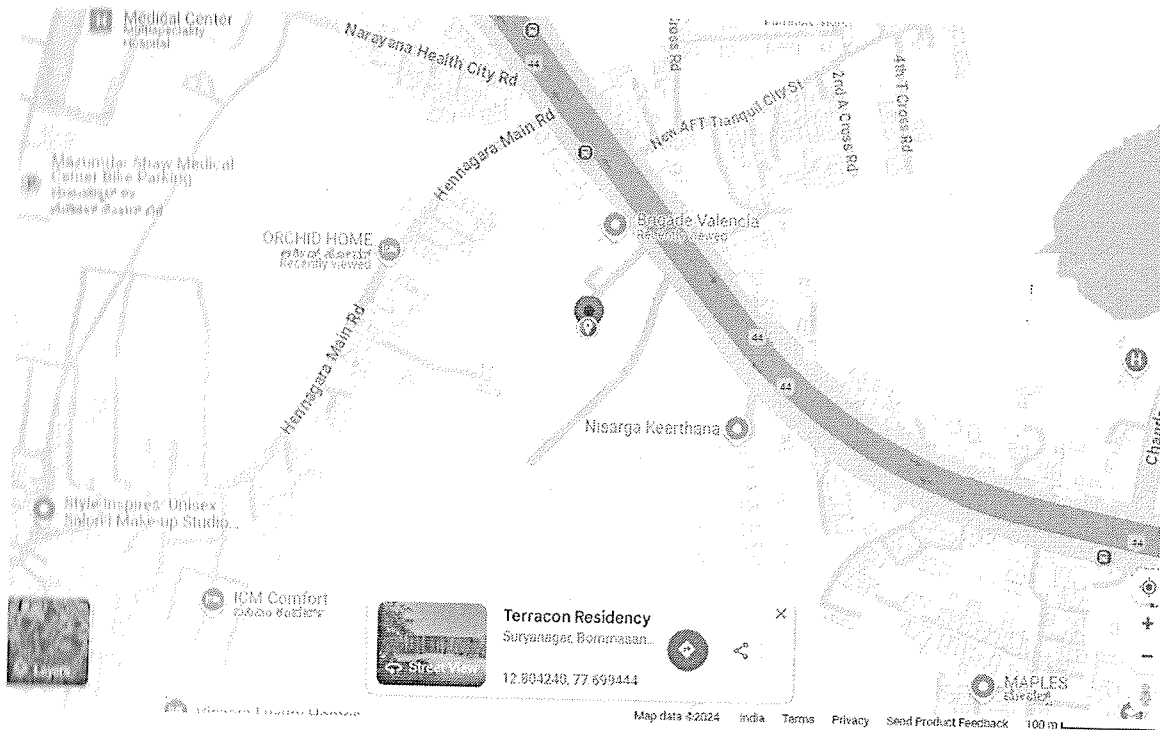 Medical Center
Multispeciality
Hospital
Narayana Health City Rd
44
Cross Rd
4th T Cross Rd
2nd A Cross Rd
New AFT Tranquil City St
Hennagara Main Rd
Mazumdar Shaw Medical
Center Bike Parking
Brigade Valencia
Recently viewed
ORCHID HOME
Recently viewed
Hennagara Main Rd
44
44
Nisarga Keerthana
Style Inspires Unisex
Salon | Make-up Studio...
44
ICM Comfort
Terracon Residency
Suryanagar, Bommasan...
Street View
12.804240, 77.699444
Layers
MAPLES
Map data ©2024 India Terms Privacy Send Product Feedback 100 m